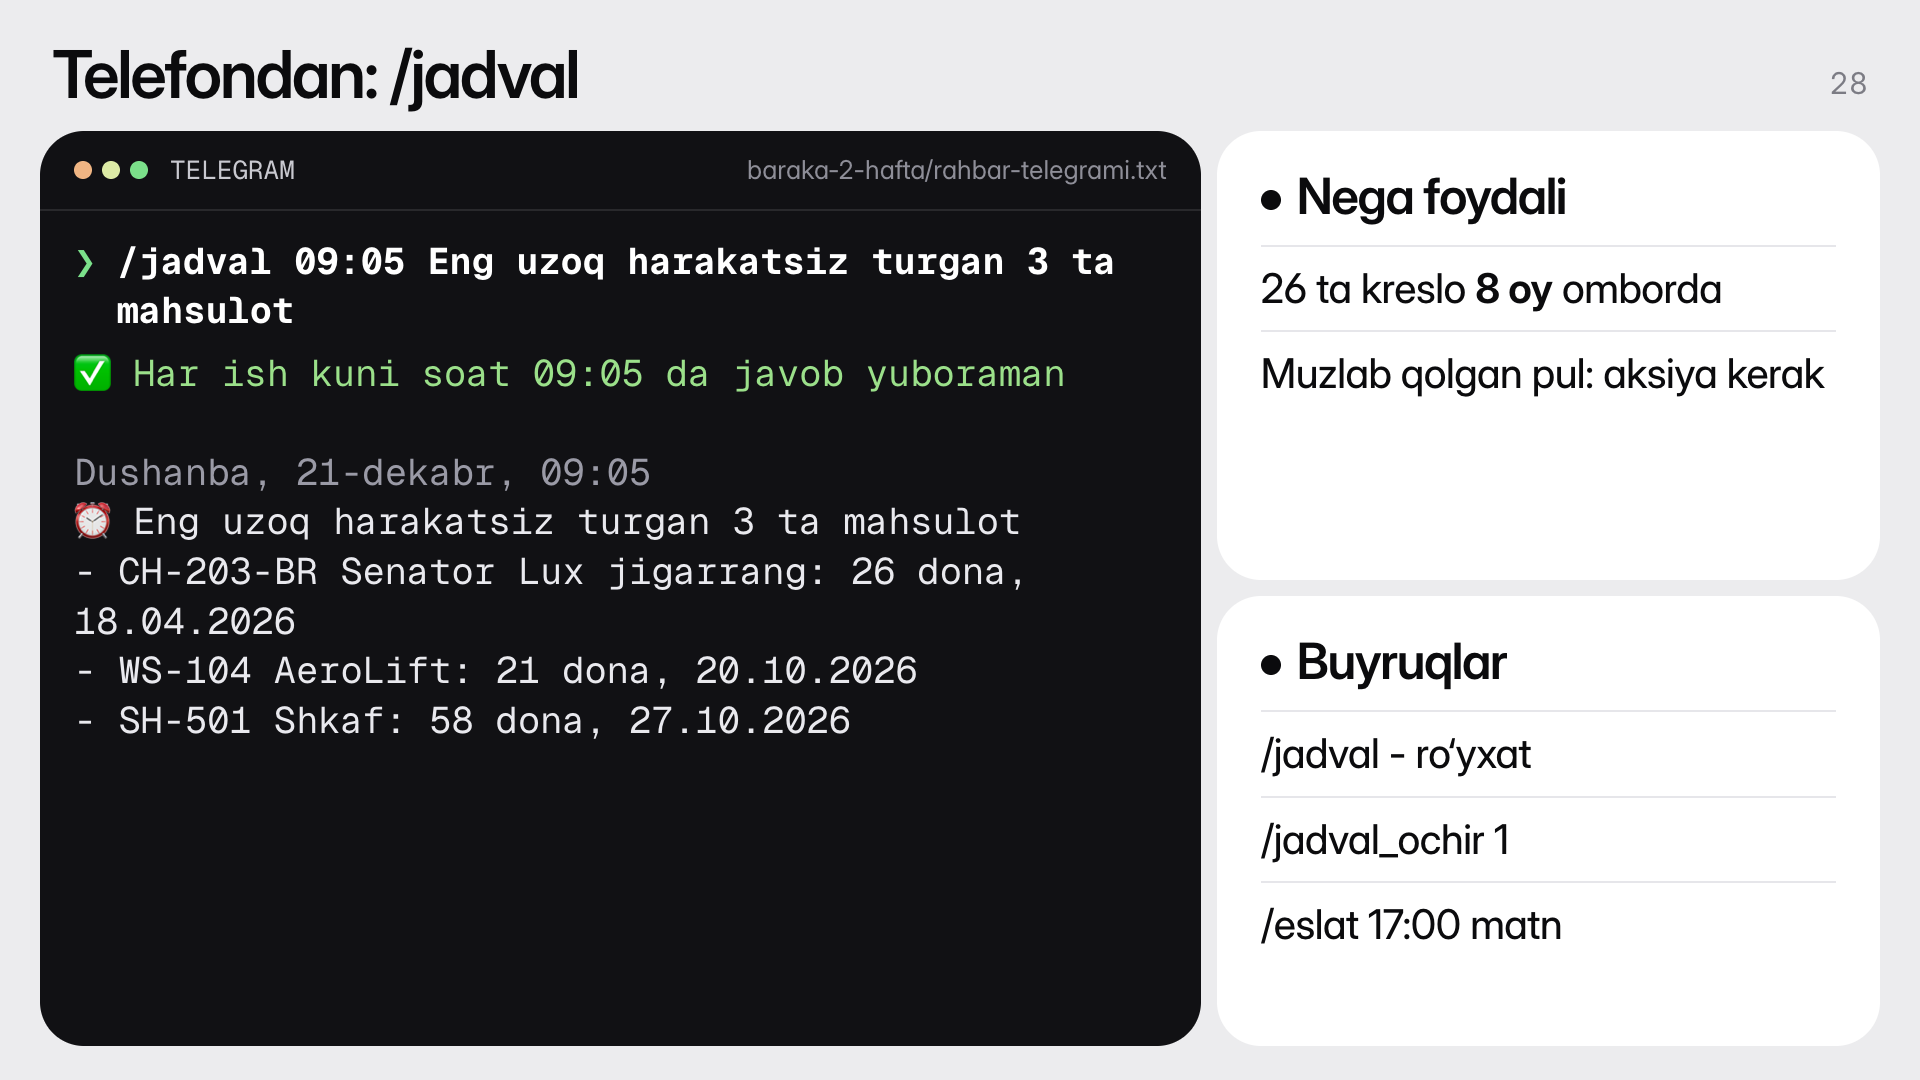 Telefondan: /jadval
28
TELEGRAM
baraka-2-hafta/rahbar-telegrami.txt
❯ /jadval 09:05 Eng uzoq harakatsiz turgan 3 ta
mahsulot
✅ Har ish kuni soat 09:05 da javob yuboraman
Dushanba, 21-dekabr, 09:05
⏰ Eng uzoq harakatsiz turgan 3 ta mahsulot
- CH-203-BR Senator Lux jigarrang: 26 dona,
18.04.2026
- WS-104 AeroLift: 21 dona, 20.10.2026
- SH-501 Shkaf: 58 dona, 27.10.2026
● Nega foydali
26 ta kreslo 8 oy omborda
Muzlab qolgan pul: aksiya kerak
● Buyruqlar
/jadval - ro‘yxat
/jadval_ochir 1
/eslat 17:00 matn